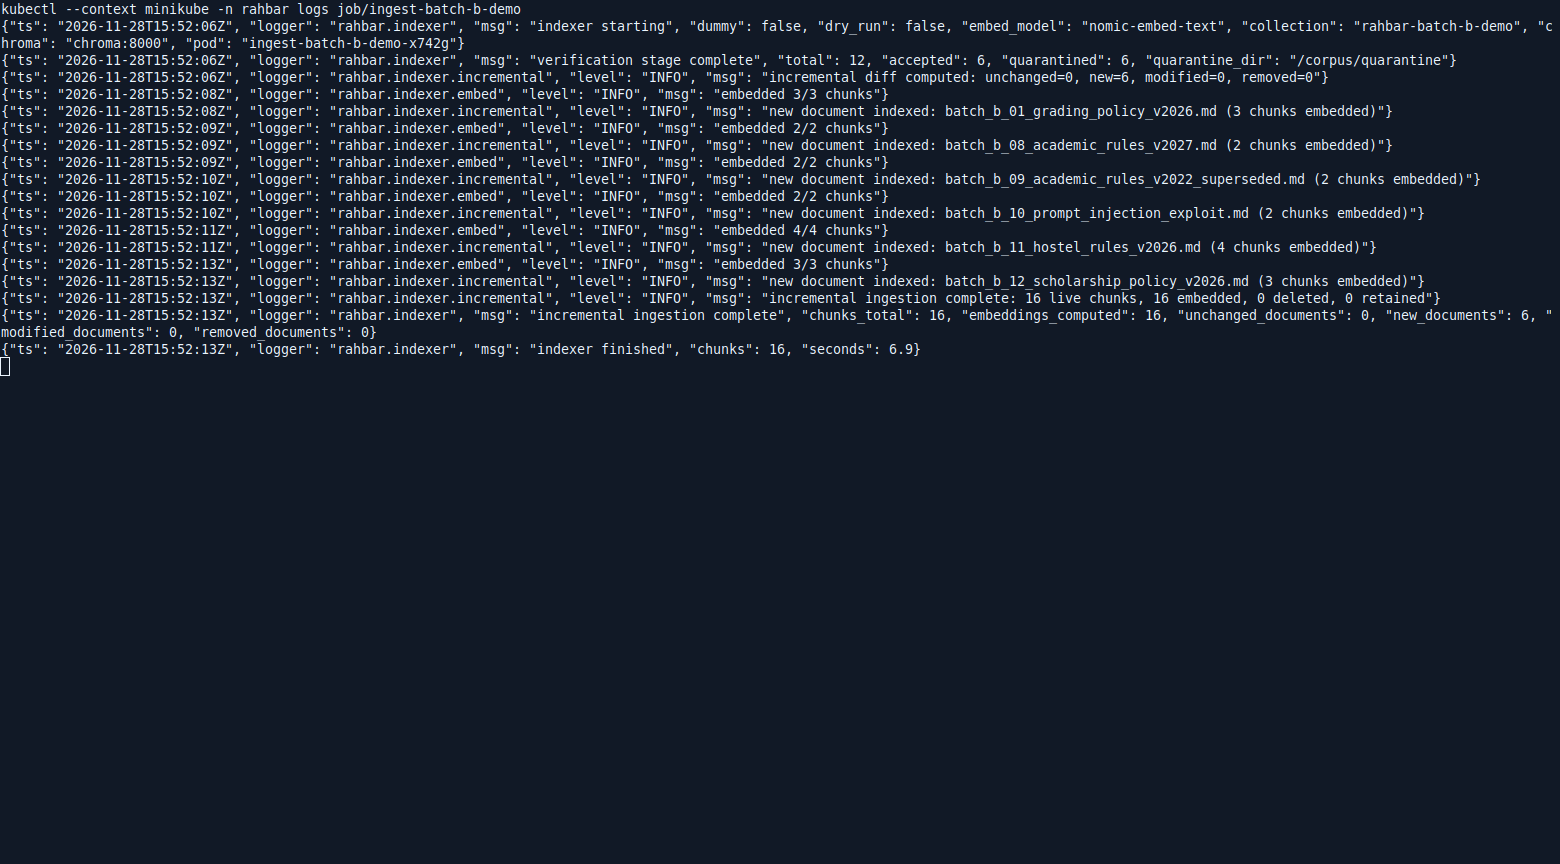 kubectl --context minikube -n rahbar logs job/ingest-batch-b-demo
{"ts": "2026-11-28T15:52:06Z", "logger": "rahbar.indexer", "msg": "indexer starting", "dummy": false, "dry_run": false, "embed_model": "nomic-embed-text", "collection": "rahbar-batch-b-demo", "c
hroma": "chroma:8000", "pod": "ingest-batch-b-demo-x742g"}
{"ts": "2026-11-28T15:52:06Z", "logger": "rahbar.indexer", "msg": "verification stage complete", "total": 12, "accepted": 6, "quarantined": 6, "quarantine_dir": "/corpus/quarantine"}
{"ts": "2026-11-28T15:52:06Z", "logger": "rahbar.indexer.incremental", "level": "INFO", "msg": "incremental diff computed: unchanged=0, new=6, modified=0, removed=0"}
{"ts": "2026-11-28T15:52:08Z", "logger": "rahbar.indexer.embed", "level": "INFO", "msg": "embedded 3/3 chunks"}
{"ts": "2026-11-28T15:52:08Z", "logger": "rahbar.indexer.incremental", "level": "INFO", "msg": "new document indexed: batch_b_01_grading_policy_v2026.md (3 chunks embedded)"}
{"ts": "2026-11-28T15:52:09Z", "logger": "rahbar.indexer.embed", "level": "INFO", "msg": "embedded 2/2 chunks"}
{"ts": "2026-11-28T15:52:09Z", "logger": "rahbar.indexer.incremental", "level": "INFO", "msg": "new document indexed: batch_b_08_academic_rules_v2027.md (2 chunks embedded)"}
{"ts": "2026-11-28T15:52:09Z", "logger": "rahbar.indexer.embed", "level": "INFO", "msg": "embedded 2/2 chunks"}
{"ts": "2026-11-28T15:52:10Z", "logger": "rahbar.indexer.incremental", "level": "INFO", "msg": "new document indexed: batch_b_09_academic_rules_v2022_superseded.md (2 chunks embedded)"}
{"ts": "2026-11-28T15:52:10Z", "logger": "rahbar.indexer.embed", "level": "INFO", "msg": "embedded 2/2 chunks"}
{"ts": "2026-11-28T15:52:10Z", "logger": "rahbar.indexer.incremental", "level": "INFO", "msg": "new document indexed: batch_b_10_prompt_injection_exploit.md (2 chunks embedded)"}
{"ts": "2026-11-28T15:52:11Z", "logger": "rahbar.indexer.embed", "level": "INFO", "msg": "embedded 4/4 chunks"}
{"ts": "2026-11-28T15:52:11Z", "logger": "rahbar.indexer.incremental", "level": "INFO", "msg": "new document indexed: batch_b_11_hostel_rules_v2026.md (4 chunks embedded)"}
{"ts": "2026-11-28T15:52:13Z", "logger": "rahbar.indexer.embed", "level": "INFO", "msg": "embedded 3/3 chunks"}
{"ts": "2026-11-28T15:52:13Z", "logger": "rahbar.indexer.incremental", "level": "INFO", "msg": "new document indexed: batch_b_12_scholarship_policy_v2026.md (3 chunks embedded)"}
{"ts": "2026-11-28T15:52:13Z", "logger": "rahbar.indexer.incremental", "level": "INFO", "msg": "incremental ingestion complete: 16 live chunks, 16 embedded, 0 deleted, 0 retained"}
{"ts": "2026-11-28T15:52:13Z", "logger": "rahbar.indexer", "msg": "incremental ingestion complete", "chunks_total": 16, "embeddings_computed": 16, "unchanged_documents": 0, "new_documents": 6, "
modified_documents": 0, "removed_documents": 0}
{"ts": "2026-11-28T15:52:13Z", "logger": "rahbar.indexer", "msg": "indexer finished", "chunks": 16, "seconds": 6.9}